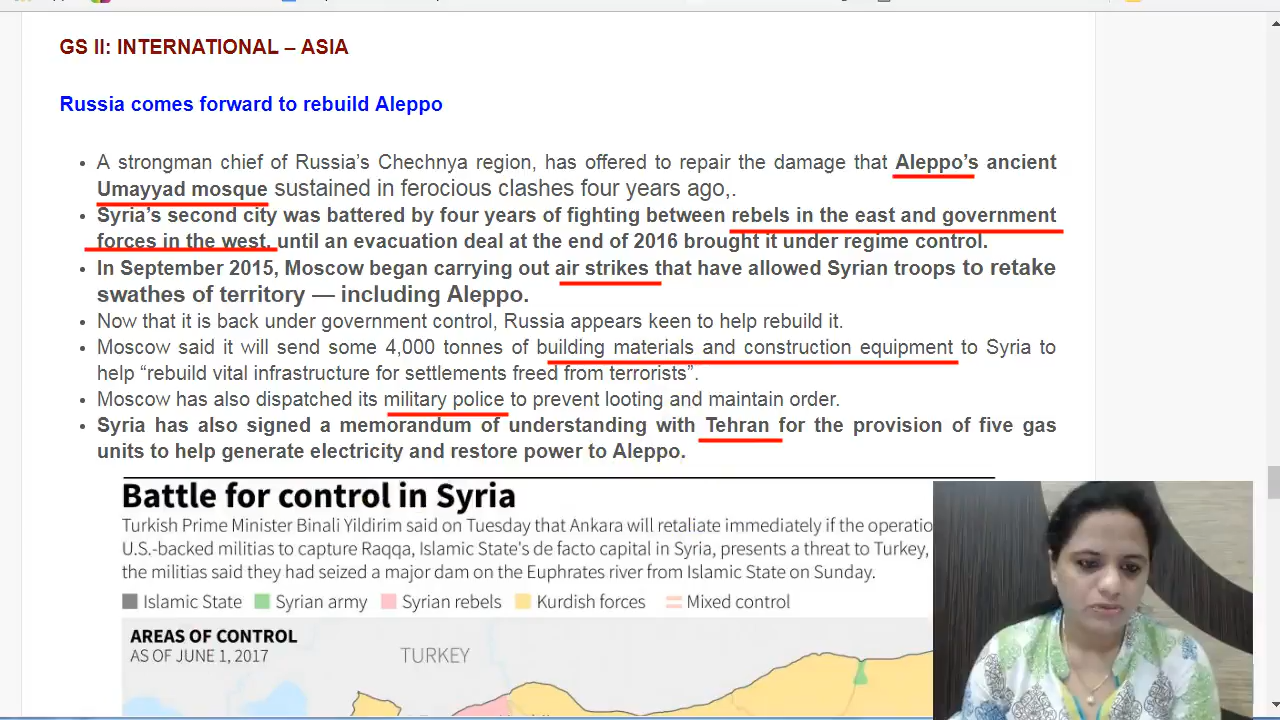 GS II: INTERNATIONAL – ASIA
Russia comes forward to rebuild Aleppo
• A strongman chief of Russia’s Chechnya region, has offered to repair the damage that Aleppo’s ancient
Umayyad mosque sustained in ferocious clashes four years ago,.
• Syria’s second city was battered by four years of fighting between rebels in the east and government
forces in the west, until an evacuation deal at the end of 2016 brought it under regime control.
• In September 2015, Moscow began carrying out air strikes that have allowed Syrian troops to retake
swathes of territory — including Aleppo.
• Now that it is back under government control, Russia appears keen to help rebuild it.
• Moscow said it will send some 4,000 tonnes of building materials and construction equipment to Syria to
help “rebuild vital infrastructure for settlements freed from terrorists”.
• Moscow has also dispatched its military police to prevent looting and maintain order.
• Syria has also signed a memorandum of understanding with Tehran for the provision of five gas
units to help generate electricity and restore power to Aleppo.
Battle for control in Syria
Turkish Prime Minister Binali Yildirim said on Tuesday that Ankara will retaliate immediately if the operatio
U.S.-backed militias to capture Raqqa, Islamic State's de facto capital in Syria, presents a threat to Turkey,
the militias said they had seized a major dam on the Euphrates river from Islamic State on Sunday.
Islamic State Syrian army Syrian rebels Kurdish forces Mixed control
AREAS OF CONTROL
AS OF JUNE 1, 2017
TURKEY